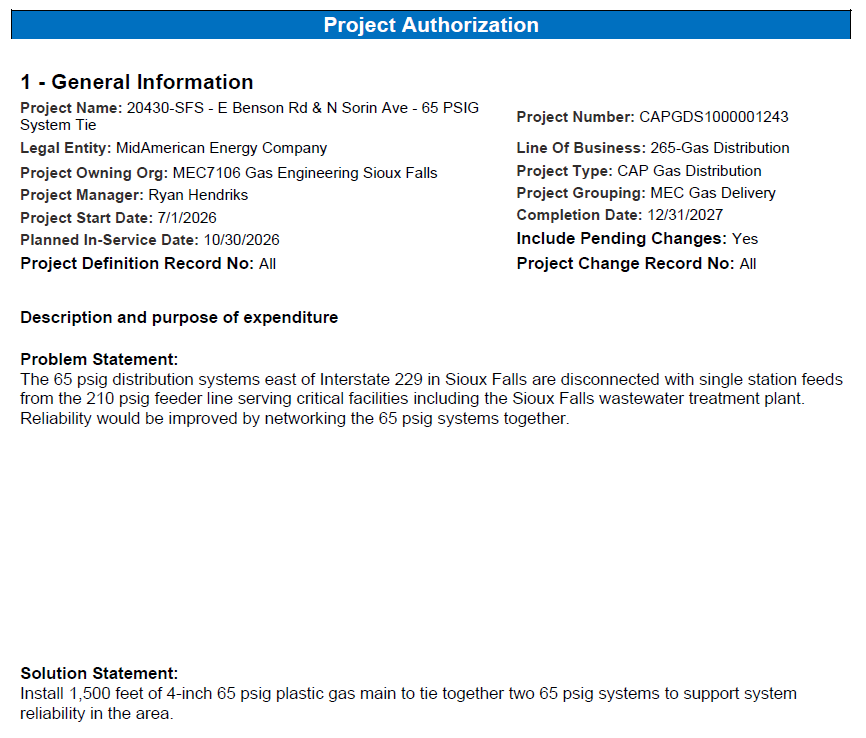 Project Authorization
1 - General Information
Project Name: 20430-SFS - E Benson Rd & N Sorin Ave - 65 PSIG
System Tie
Project Number: CAPGDS1000001243
Legal Entity: MidAmerican Energy Company
Line Of Business: 265-Gas Distribution
Project Owning Org: MEC7106 Gas Engineering Sioux Falls
Project Type: CAP Gas Distribution
Project Manager: Ryan Hendriks
Project Grouping: MEC Gas Delivery
Project Start Date: 7/1/2026
Completion Date: 12/31/2027
Planned In-Service Date: 10/30/2026
Include Pending Changes: Yes
Project Definition Record No: All
Project Change Record No: All
Description and purpose of expenditure
Problem Statement:
The 65 psig distribution systems east of Interstate 229 in Sioux Falls are disconnected with single station feeds
from the 210 psig feeder line serving critical facilities including the Sioux Falls wastewater treatment plant.
Reliability would be improved by networking the 65 psig systems together.
Solution Statement:
Install 1,500 feet of 4-inch 65 psig plastic gas main to tie together two 65 psig systems to support system
reliability in the area.